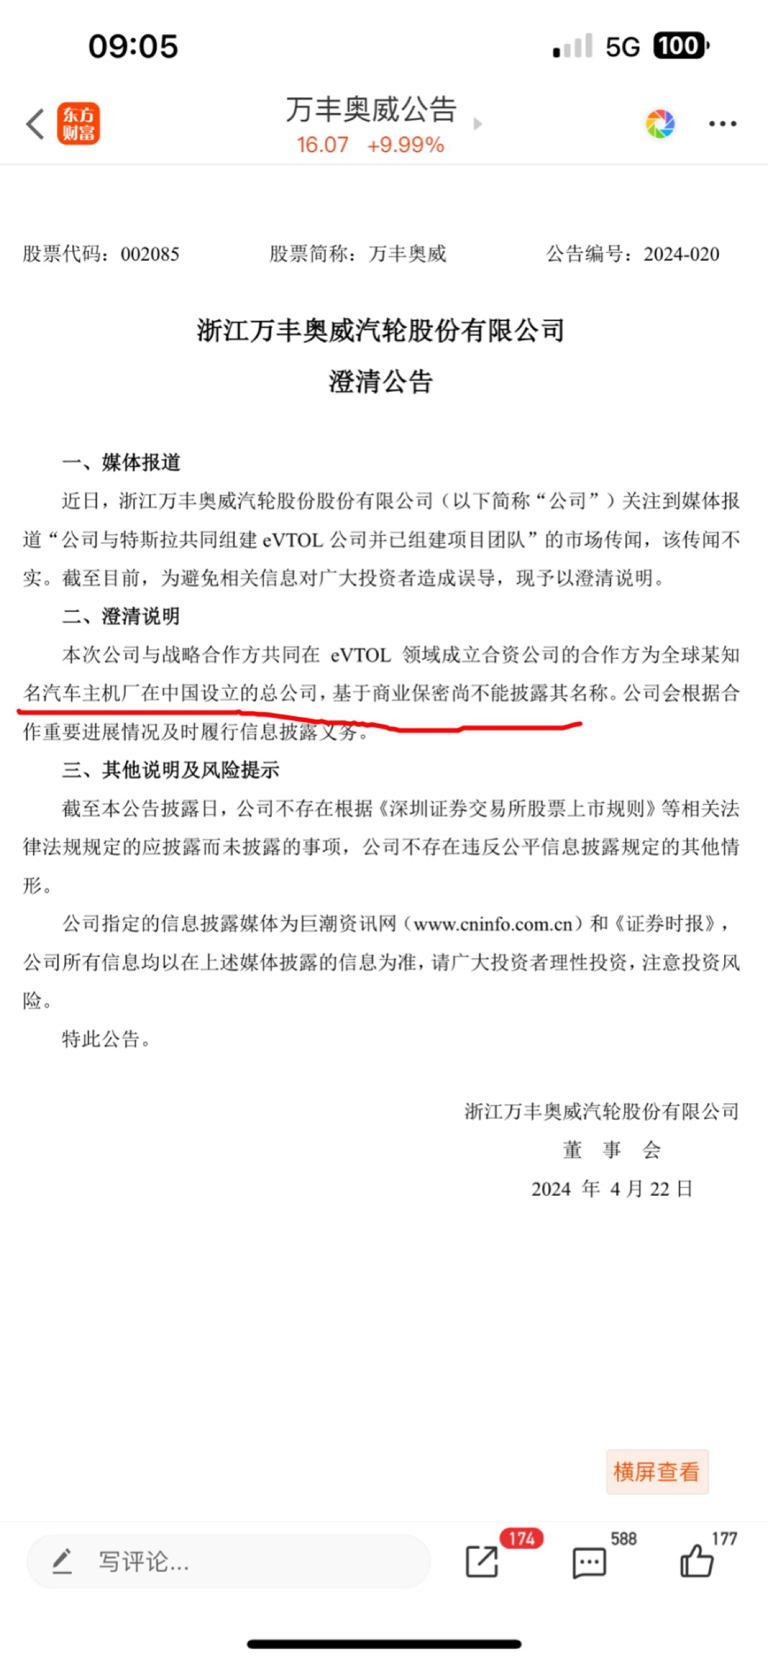 09:05
5G 100
东方财富
万丰奥威公告
16.07 +9.99%
股票代码：002085 股票简称：万丰奥威 公告编号：2024-020
浙江万丰奥威汽轮股份有限公司
澄清公告
一、媒体报道
近日，浙江万丰奥威汽轮股份股份有限公司（以下简称“公司”）关注到媒体报
道“公司与特斯拉共同组建 eVTOL 公司并已组建项目团队”的市场传闻，该传闻不
实。截至目前，为避免相关信息对广大投资者造成误导，现予以澄清说明。
二、澄清说明
本次公司与战略合作方共同在 eVTOL 领域成立合资公司的合作方为全球某知
名汽车主机厂在中国设立的总公司，基于商业保密尚不能披露其名称。公司会根据合
作重要进展情况及时履行信息披露义务。
三、其他说明及风险提示
截至本公告披露日，公司不存在根据《深圳证券交易所股票上市规则》等相关法
律法规规定的应披露而未披露的事项，公司不存在违反公平信息披露规定的其他情
形。
公司指定的信息披露媒体为巨潮资讯网（www.cninfo.com.cn）和《证券时报》，
公司所有信息均以在上述媒体披露的信息为准，请广大投资者理性投资，注意投资风
险。
特此公告。
浙江万丰奥威汽轮股份有限公司
董 事 会
2024 年 4 月 22 日
横屏查看
写评论... 174 588 177